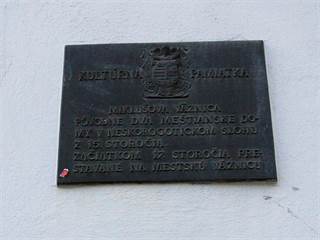 KULTÚRNA PAMIATKA
MIKLUŠOVA VÄZNICA
PÔVODNE DVA MEŠTIANSKE DO-
MY V NESKOROGOTICKOM SLOHU
Z 15. STOROČIA.
ZAČIATKOM 17. STOROČIA PRE-
STAVANÉ NA MESTSKÚ VÄZNICU